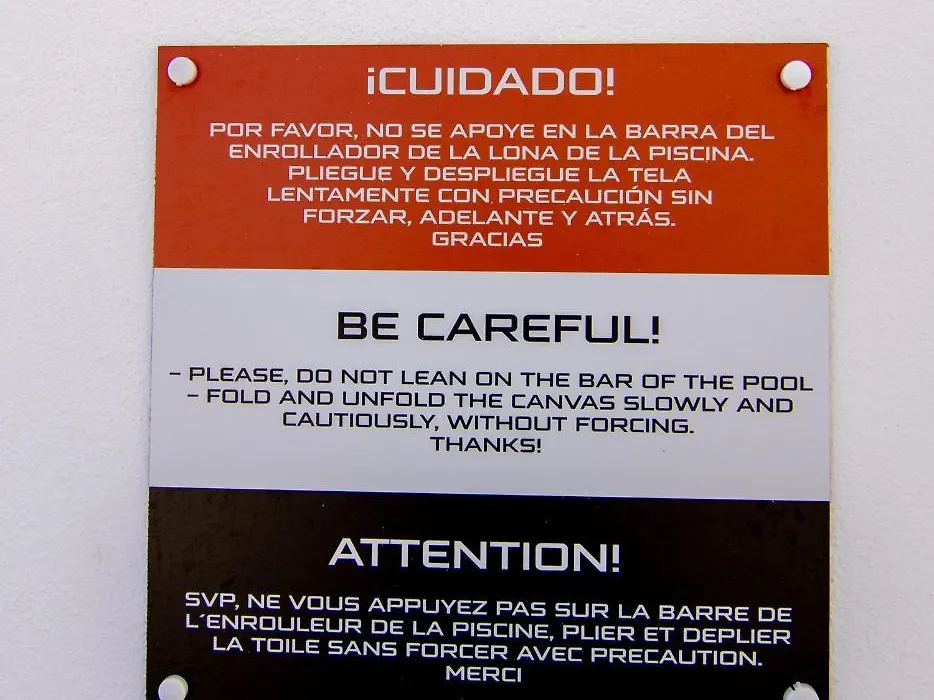 ¡CUIDADO!
POR FAVOR, NO SE APOYE EN LA BARRA DEL
ENROLLADOR DE LA LONA DE LA PISCINA.
PLIEGUE Y DESPLIEGUE LA TELA
LENTAMENTE CON PRECAUCIÓN SIN
FORZAR, ADELANTE Y ATRÁS.
GRACIAS
BE CAREFUL!
- PLEASE, DO NOT LEAN ON THE BAR OF THE POOL
- FOLD AND UNFOLD THE CANVAS SLOWLY AND
CAUTIOUSLY, WITHOUT FORCING.
THANKS!
ATTENTION!
SVP, NE VOUS APPUYEZ PAS SUR LA BARRE DE
L´ENROULEUR DE LA PISCINE, PLIER ET DEPLIER
LA TOILE SANS FORCER AVEC PRECAUTION.
MERCI